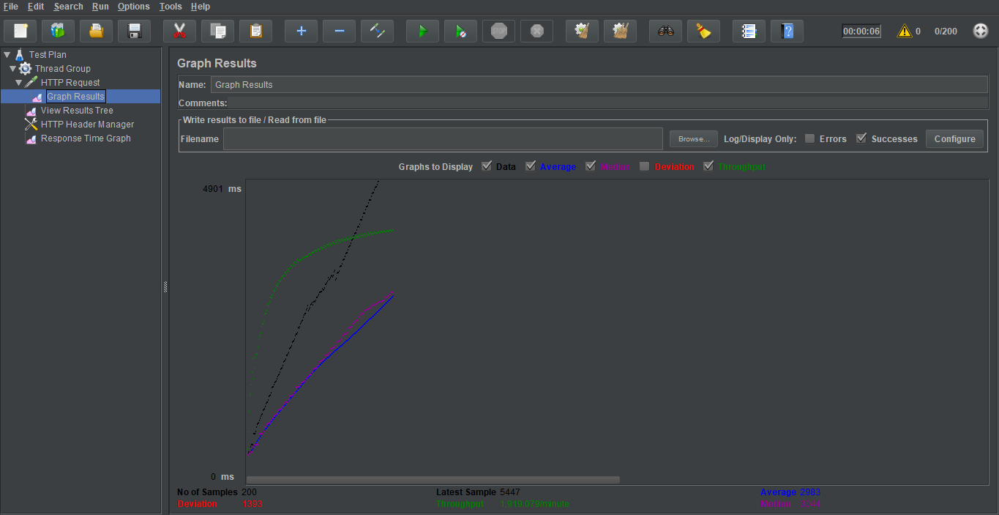 File Edit Search Run Options Tools Help
STOP ? 00:00:06 0 0/200
Test Plan
Thread Group
HTTP Request
Graph Results
View Results Tree
HTTP Header Manager
Response Time Graph
Graph Results
Name: Graph Results
Comments:
Write results to file / Read from file
Filename Browse... Log/Display Only: Errors Successes Configure
Graphs to Display Data Average Median Deviation Throughput
4901 ms
0 ms
No of Samples 200 Latest Sample 5447 Average 2983
Deviation 1393 Throughput 1,919.079/minute Median